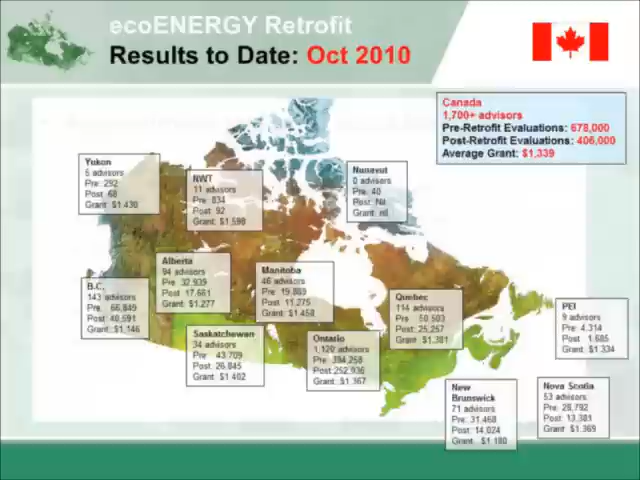 ecoENERGY Retrofit
Results to Date: Oct 2010
Canada
1,700+ advisors
Pre-Retrofit Evaluations: 678,000
Post-Retrofit Evaluations: 406,000
Average Grant: $1,339
Yukon
5 advisors
Pre: 292
Post: 68
Grant: $1,430
NWT
11 advisors
Pre: 834
Post: 92
Grant: $1,598
Nunavut
0 advisors
Pre: 40
Post: Nil
Grant: nil
B.C.
143 advisors
Pre: 66,849
Post: 40,591
Grant: $1,146
Alberta
94 advisors
Pre: 32,939
Post: 17,661
Grant: $1,277
Manitoba
46 advisors
Pre: 19,869
Post: 11,275
Grant: $1,458
Saskatchewan
34 advisors
Pre: 43,709
Post: 26,845
Grant: $1,402
Ontario
1,120 advisors
Pre: 394,258
Post: 252,936
Grant: $1,367
Quebec
114 advisors
Pre: 50,503
Post: 25,257
Grant: $1,381
PEI
9 advisors
Pre: 4,314
Post: 1,685
Grant: $1,334
New
Brunswick
71 advisors
Pre: 31,468
Post: 14,024
Grant: $1,180
Nova Scotia
53 advisors
Pre: 28,792
Post: 13,381
Grant: $1,369